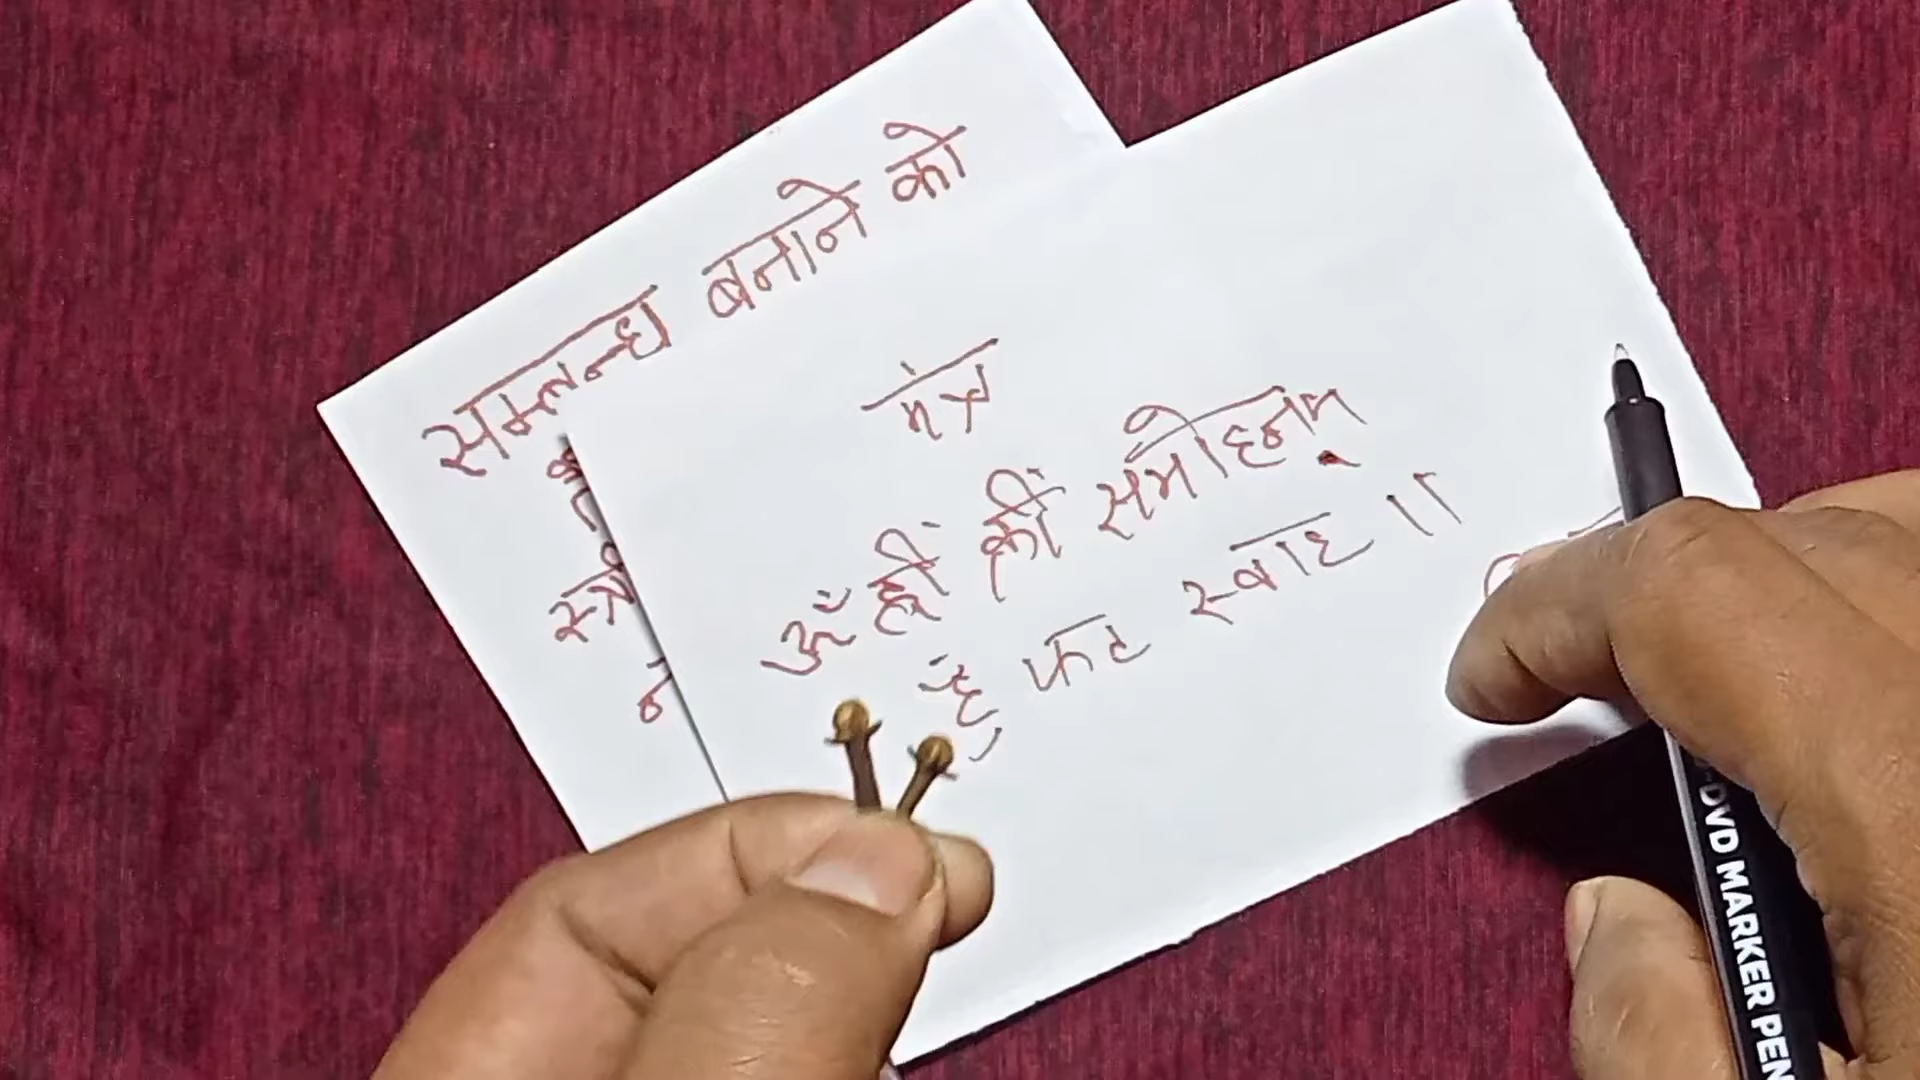 सम्बन्ध बनाने को
स्त्री
मंत्र
ॐ ह्रीं क्लीं समोहनम्
हुँ फट स्वाह ॥
-DVD MARKER PEN